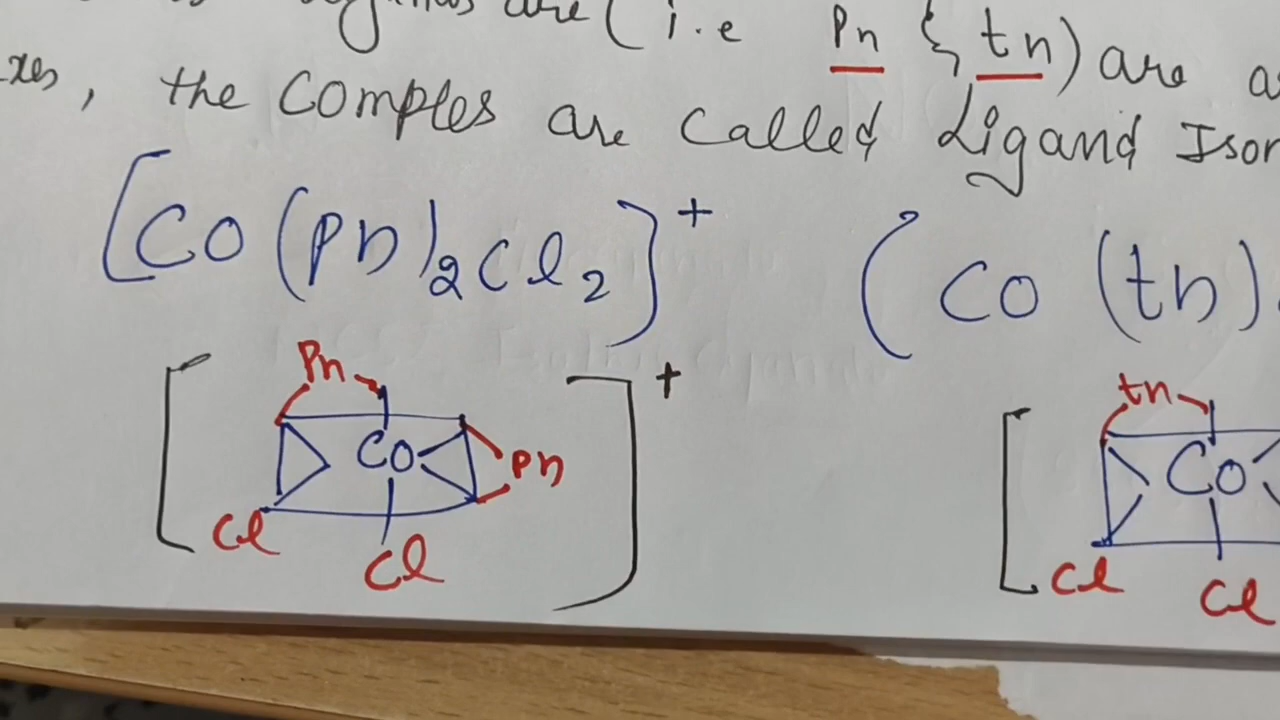 are ( i.e Pn & tn) are
, the comples are called Ligand
[Co(pn)2Cl2]+ (Co (tn)
Pn + tn
Co pn Co
Cl Cl Cl Cl